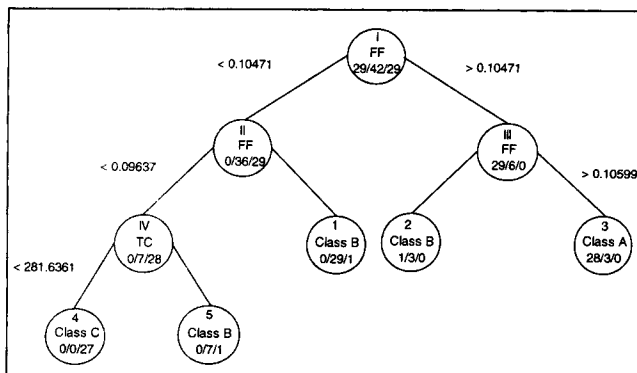 I
FF
29/42/29
< 0.10471
> 0.10471
II
FF
0/36/29
III
FF
29/6/0
< 0.09637
> 0.10599
IV
TC
0/7/28
1
Class B
0/29/1
2
Class B
1/3/0
3
Class A
28/3/0
< 281.6361
4
Class C
0/0/27
5
Class B
0/7/1